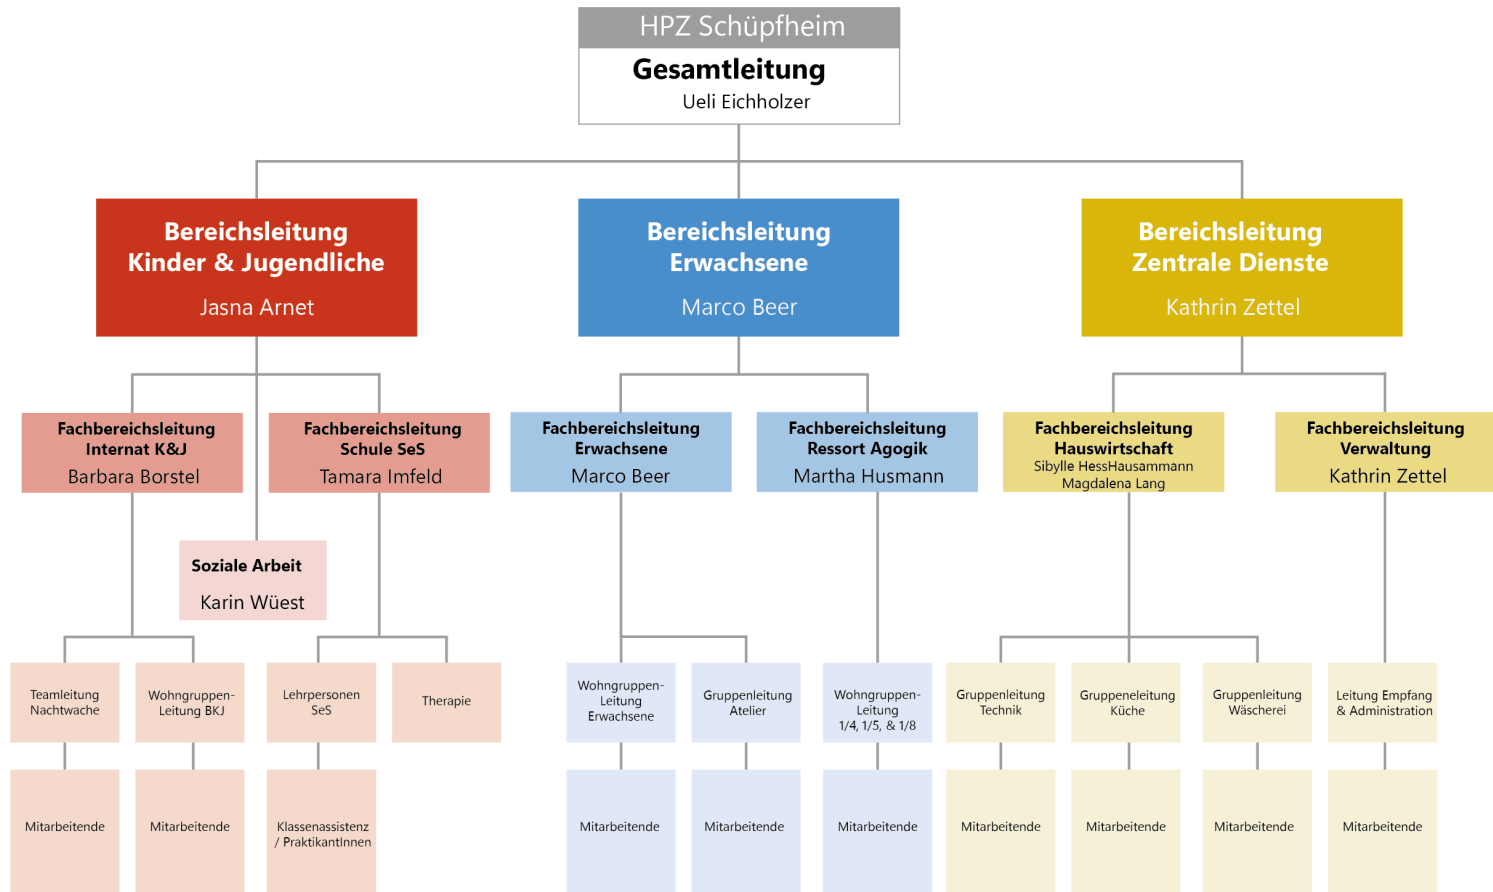 HPZ Schüpfheim
Gesamtleitung
Ueli Eichholzer
Bereichsleitung
Kinder & Jugendliche
Jasna Arnet
Bereichsleitung
Erwachsene
Marco Beer
Bereichsleitung
Zentrale Dienste
Kathrin Zettel
Fachbereichsleitung
Internat K&J
Barbara Borstel
Fachbereichsleitung
Schule SeS
Tamara Imfeld
Fachbereichsleitung
Erwachsene
Marco Beer
Fachbereichsleitung
Ressort Agogik
Martha Husmann
Fachbereichsleitung
Hauswirtschaft
Sibylle HessHausammann
Magdalena Lang
Fachbereichsleitung
Verwaltung
Kathrin Zettel
Soziale Arbeit
Karin Wüest
Teamleitung
Nachtwache
Wohngruppen-
Leitung BKJ
Lehrpersonen
SeS
Therapie
Wohngruppen-
Leitung
Erwachsene
Gruppenleitung
Atelier
Wohngruppen-
Leitung
1/4, 1/5, & 1/8
Gruppenleitung
Technik
Gruppeneleitung
Küche
Gruppenleitung
Wäscherei
Leitung Empfang
& Administration
Mitarbeitende
Mitarbeitende
Klassenassistenz
/ PraktikantInnen
Mitarbeitende
Mitarbeitende
Mitarbeitende
Mitarbeitende
Mitarbeitende
Mitarbeitende
Mitarbeitende